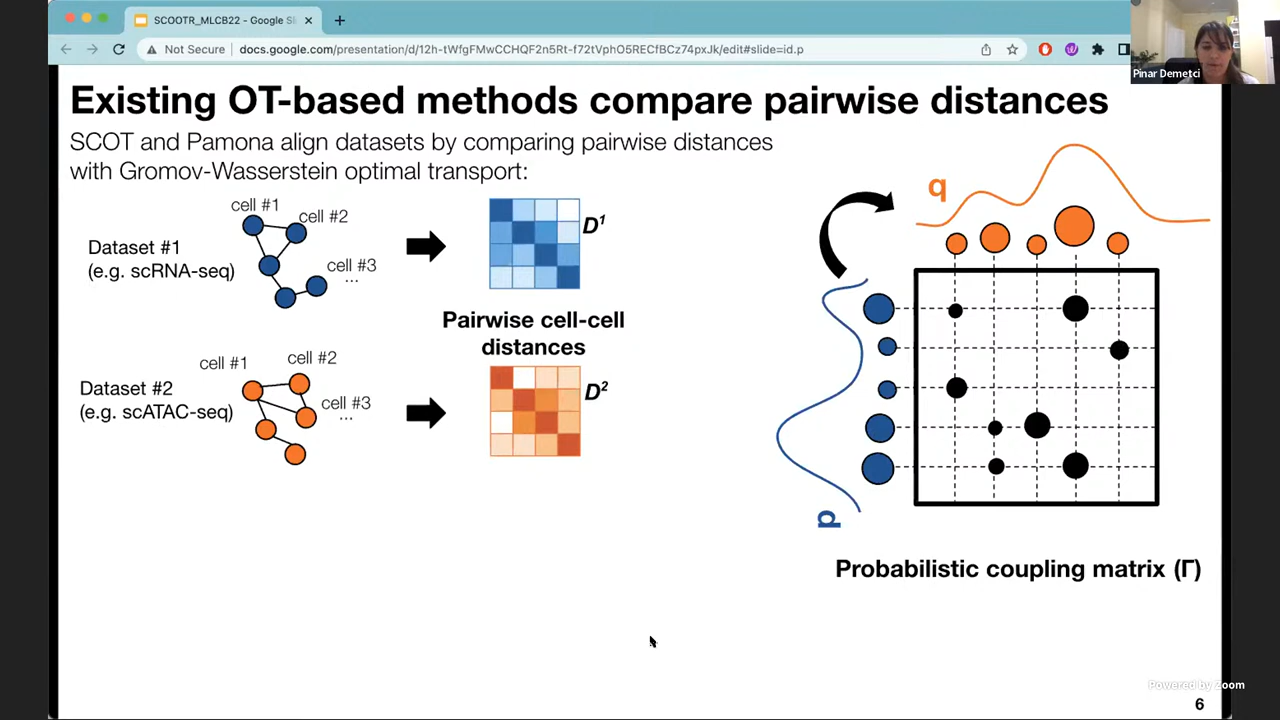 SCOOTR_MLCB22 - Google Sl
Not Secure
docs.google.com/presentation/d/12h-tWfgFMwCCHQF2n5Rt-f72tVphO5RECfBCz74pxJk/edit#slide=id.p
Pinar Demetci
Existing OT-based methods compare pairwise distances
SCOT and Pamona align datasets by comparing pairwise distances
with Gromov-Wasserstein optimal transport:
Dataset #1
(e.g. scRNA-seq)
cell #1
cell #2
cell #3
...
D1
Pairwise cell-cell
distances
Dataset #2
(e.g. scATAC-seq)
cell #1
cell #2
cell #3
...
D2
q
p
Probabilistic coupling matrix (Γ)
Powered by Zoom
6